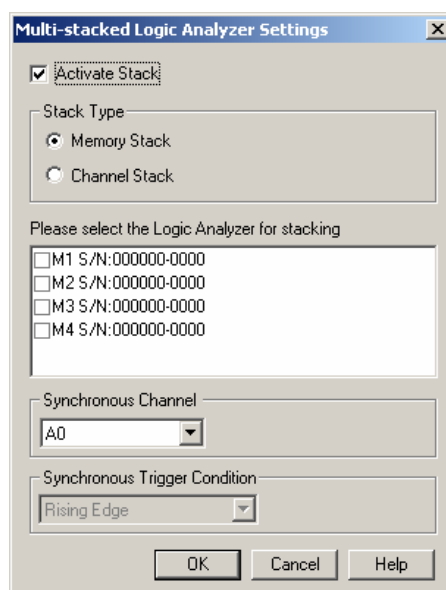 Multi-stacked Logic Analyzer Settings
Activate Stack
Stack Type
Memory Stack
Channel Stack
Please select the Logic Analyzer for stacking
M1 S/N:000000-0000
M2 S/N:000000-0000
M3 S/N:000000-0000
M4 S/N:000000-0000
Synchronous Channel
A0
Synchronous Trigger Condition
Rising Edge
OK Cancel Help